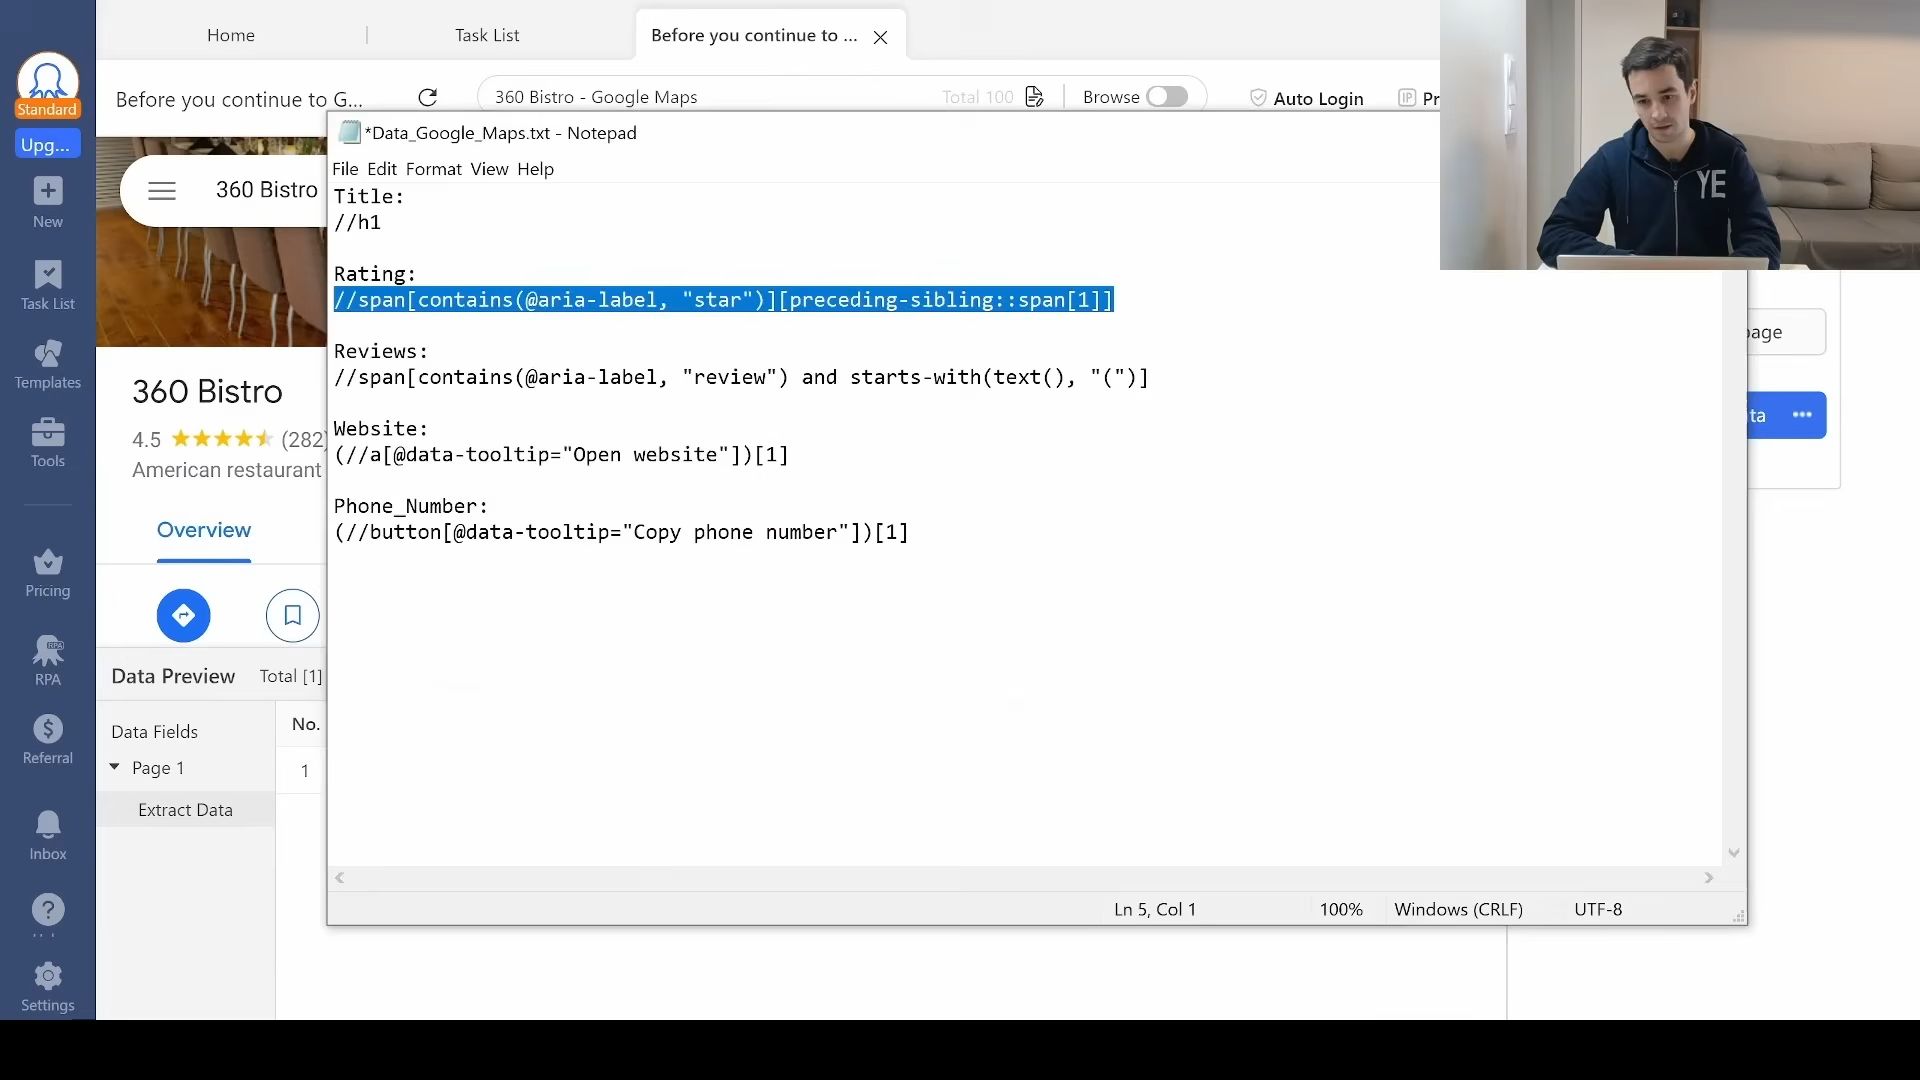 Home
Task List
Before you continue to ...
Before you continue to G...
360 Bistro - Google Maps
Total 100
Browse
Auto Login
IP
Standard
Upg...
New
Task List
Templates
Tools
Pricing
RPA
Referral
Inbox
Settings
*Data_Google_Maps.txt - Notepad
File Edit Format View Help
Title:
//h1
Rating:
//span[contains(@aria-label, "star")][preceding-sibling::span[1]]
Reviews:
//span[contains(@aria-label, "review") and starts-with(text(), "(")]
Website:
(//a[@data-tooltip="Open website"])[1]
Phone_Number:
(//button[@data-tooltip="Copy phone number"])[1]
Ln 5, Col 1
100%
Windows (CRLF)
UTF-8
YE
360 Bistro
360 Bistro
4.5
(282)
American restaurant
Overview
Data Preview
Total [1]
Data Fields
No.
Page 1
1
Extract Data